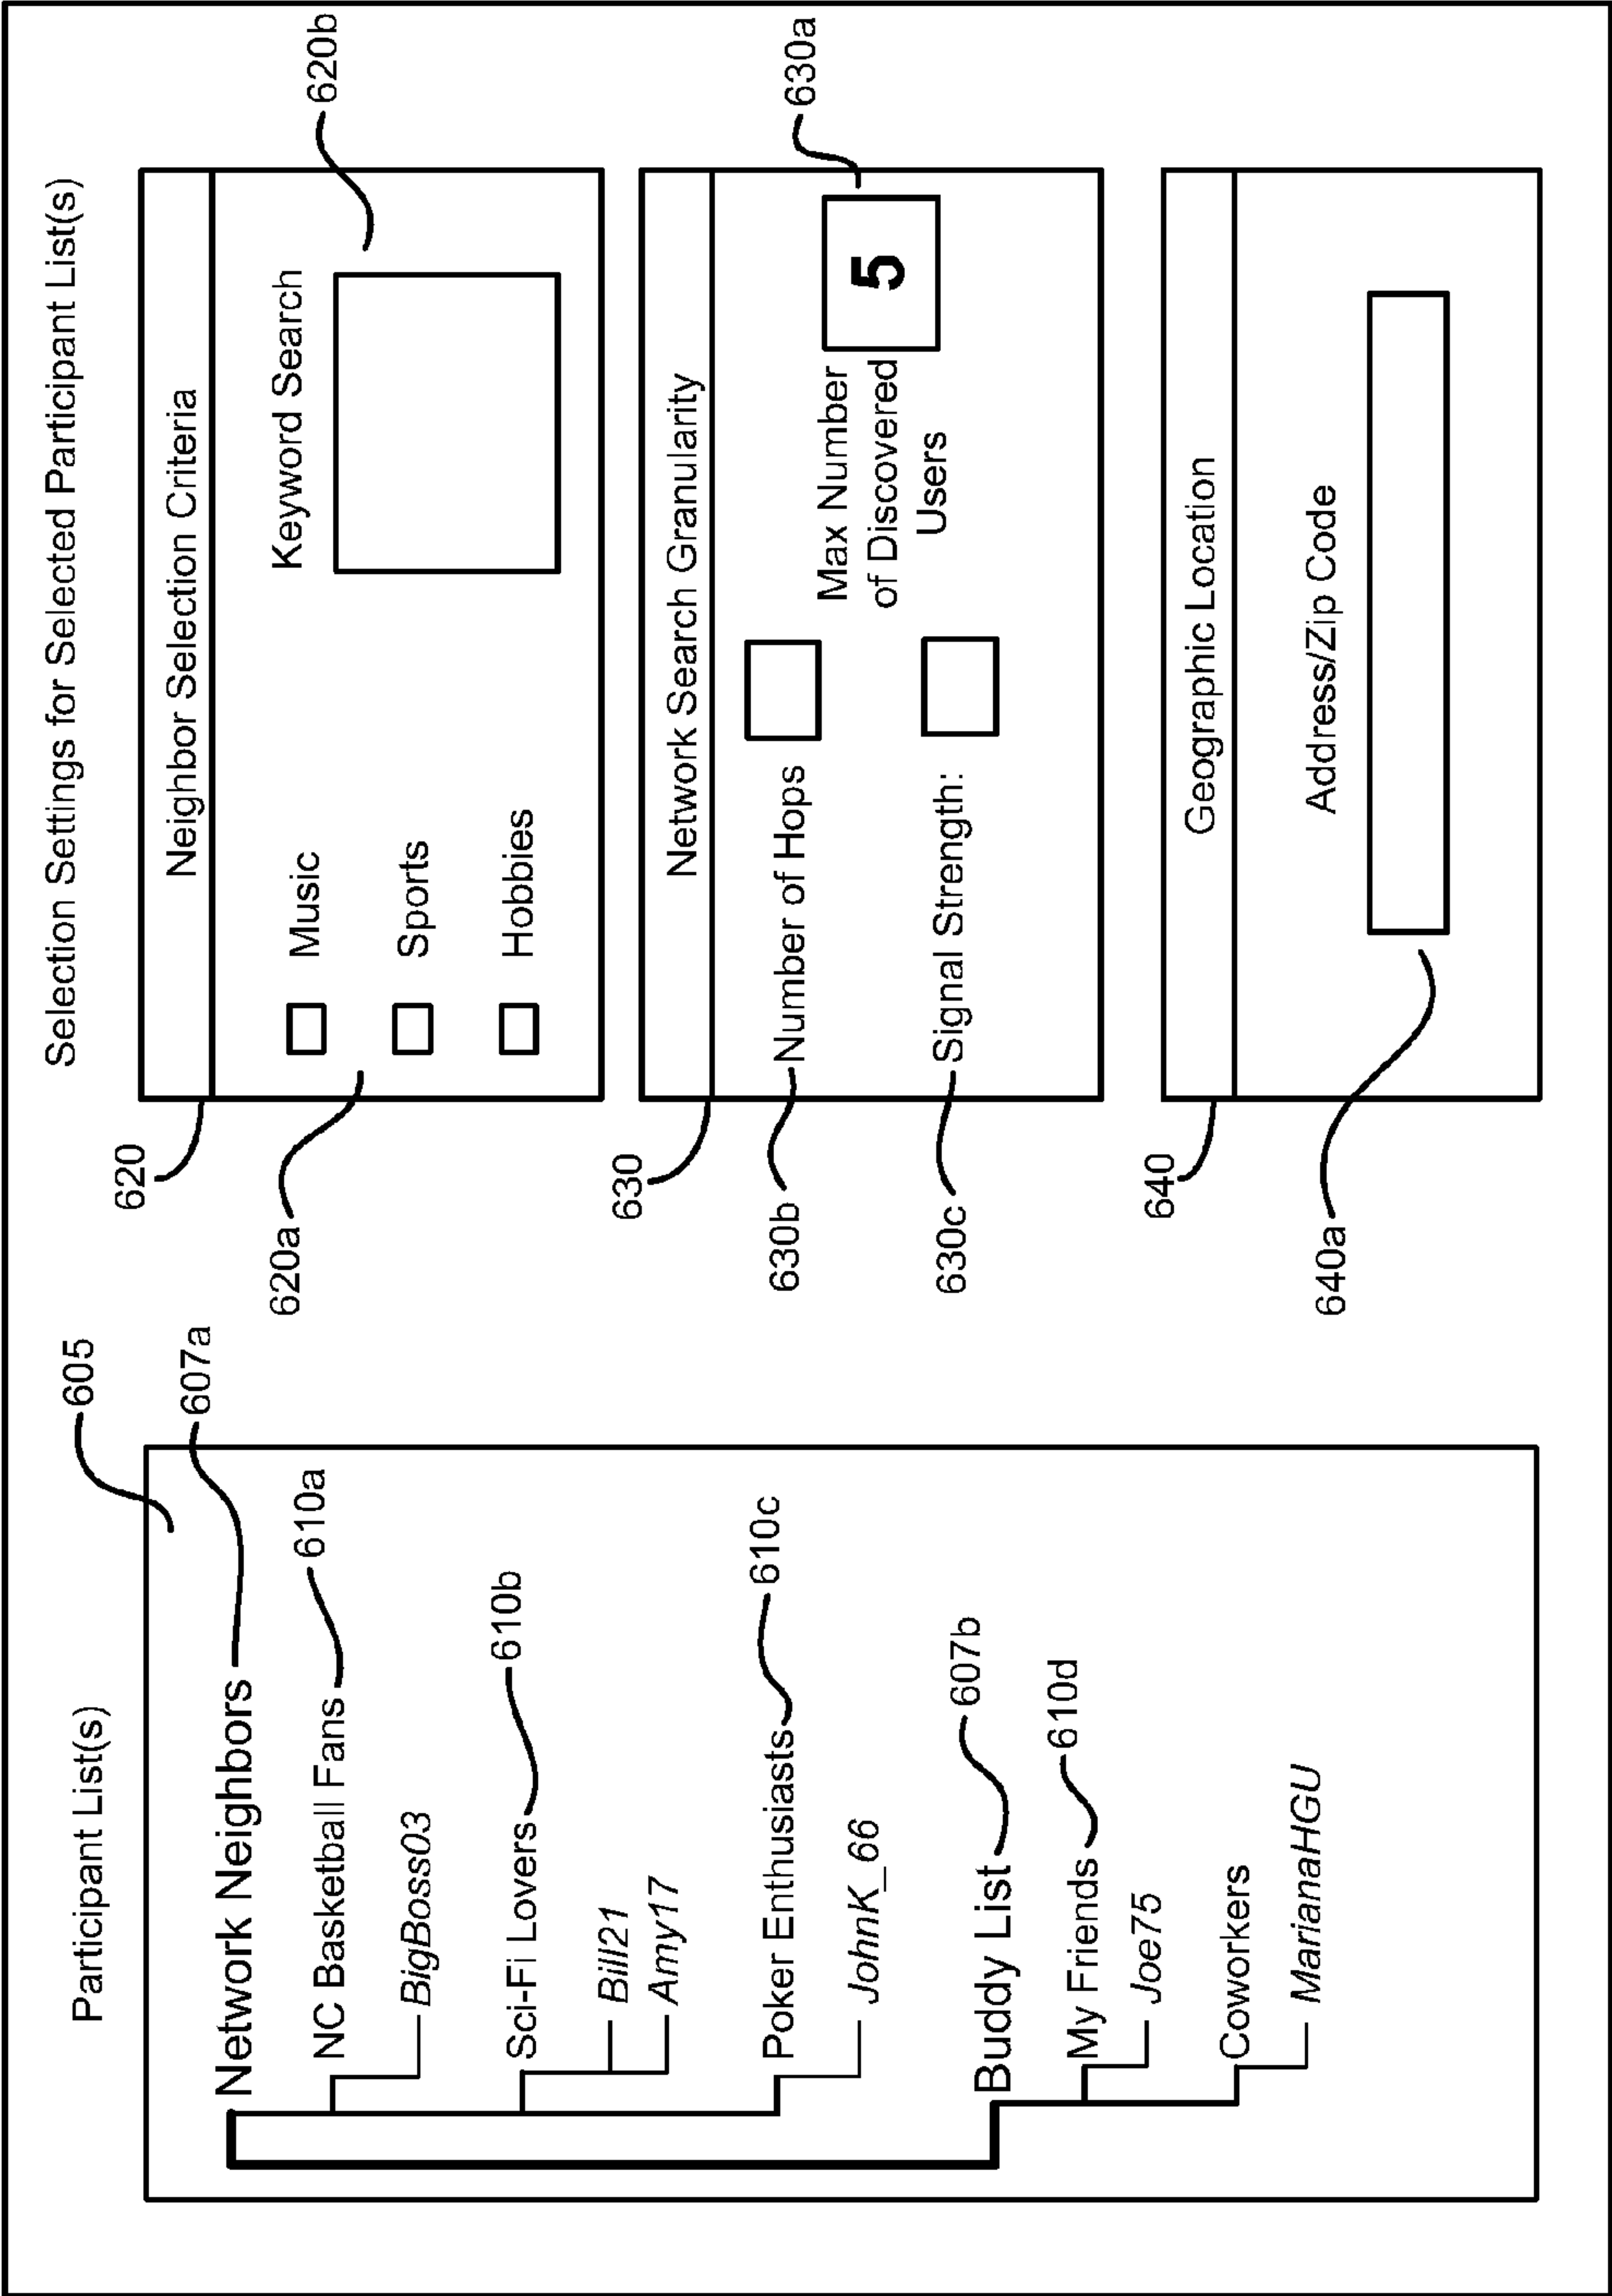 Participant List(s)
605
607a
Network Neighbors
NC Basketball Fans
610a
BigBoss03
Sci-Fi Lovers
610b
Bill21
Amy17
Poker Enthusiasts
610c
JohnK_66
Buddy List
607b
My Friends
610d
Joe75
Coworkers
MarianaHGU
Selection Settings for Selected Participant List(s)
620
Neighbor Selection Criteria
620a
Music
Sports
Hobbies
Keyword Search
620b
630
Network Search Granularity
630b
Number of Hops
630c
Signal Strength:
Max Number
of Discovered
Users
5
630a
640
Geographic Location
Address/Zip Code
640a